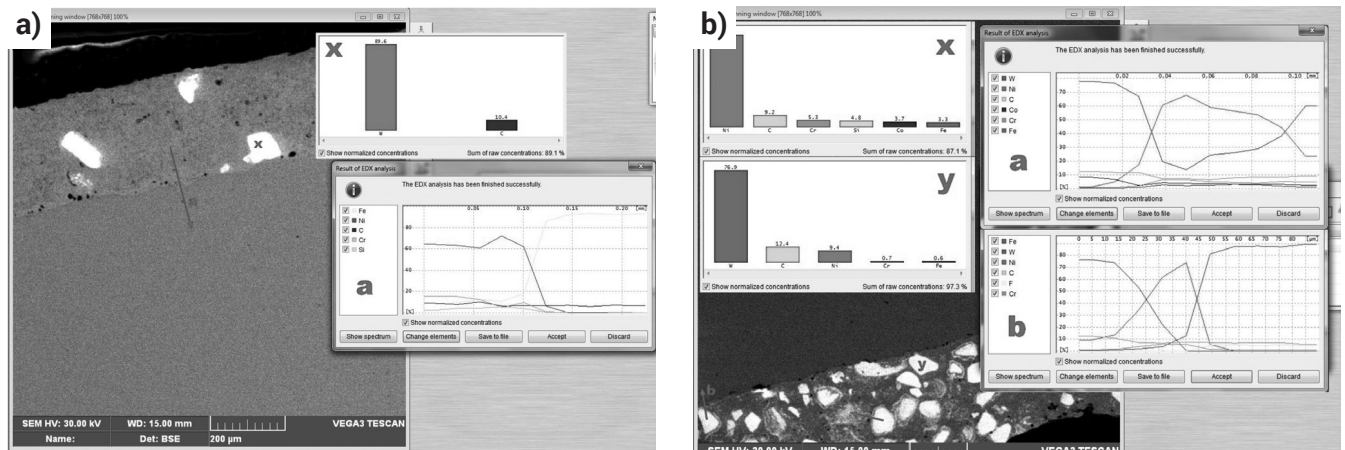 a)
nning window [768x768] 100%
x
89.6
10.4
W
C
Show normalized concentrations
Sum of raw concentrations: 89.1 %
x
Result of EDX analysis
The EDX analysis has been finished successfully.
Fe
Ni
C
Cr
Si
a
0.05
0.10
0.15
0.20
[mm]
80
60
40
20
[%]
Show normalized concentrations
Show spectrum
Change elements
Save to file
Accept
Discard
a
SEM HV: 30.00 kV
WD: 15.00 mm
VEGA3 TESCAN
Name:
Det: BSE
200 µm
b)
nning window [768x768] 100%
x
9.2
5.3
4.8
3.7
3.3
Ni
C
Cr
Si
Co
Fe
Show normalized concentrations
Sum of raw concentrations: 87.1 %
y
76.9
12.4
9.4
0.7
0.6
W
C
Ni
Cr
Fe
Show normalized concentrations
Sum of raw concentrations: 97.3 %
Result of EDX analysis
The EDX analysis has been finished successfully.
W
Ni
C
Co
Cr
Fe
a
0.02
0.04
0.06
0.08
0.10
[mm]
70
60
50
40
30
20
10
[%]
Show normalized concentrations
Show spectrum
Change elements
Save to file
Accept
Discard
Fe
W
Ni
C
F
Cr
b
0
5
10
15
20
25
30
35
40
45
50
55
60
65
70
75
80
[µm]
80
70
60
50
40
30
20
10
[%]
Show normalized concentrations
Show spectrum
Change elements
Save to file
Accept
Discard
y
b
SEM HV: 30.00 kV
WD: 15.00 mm
VEGA3 TESCAN